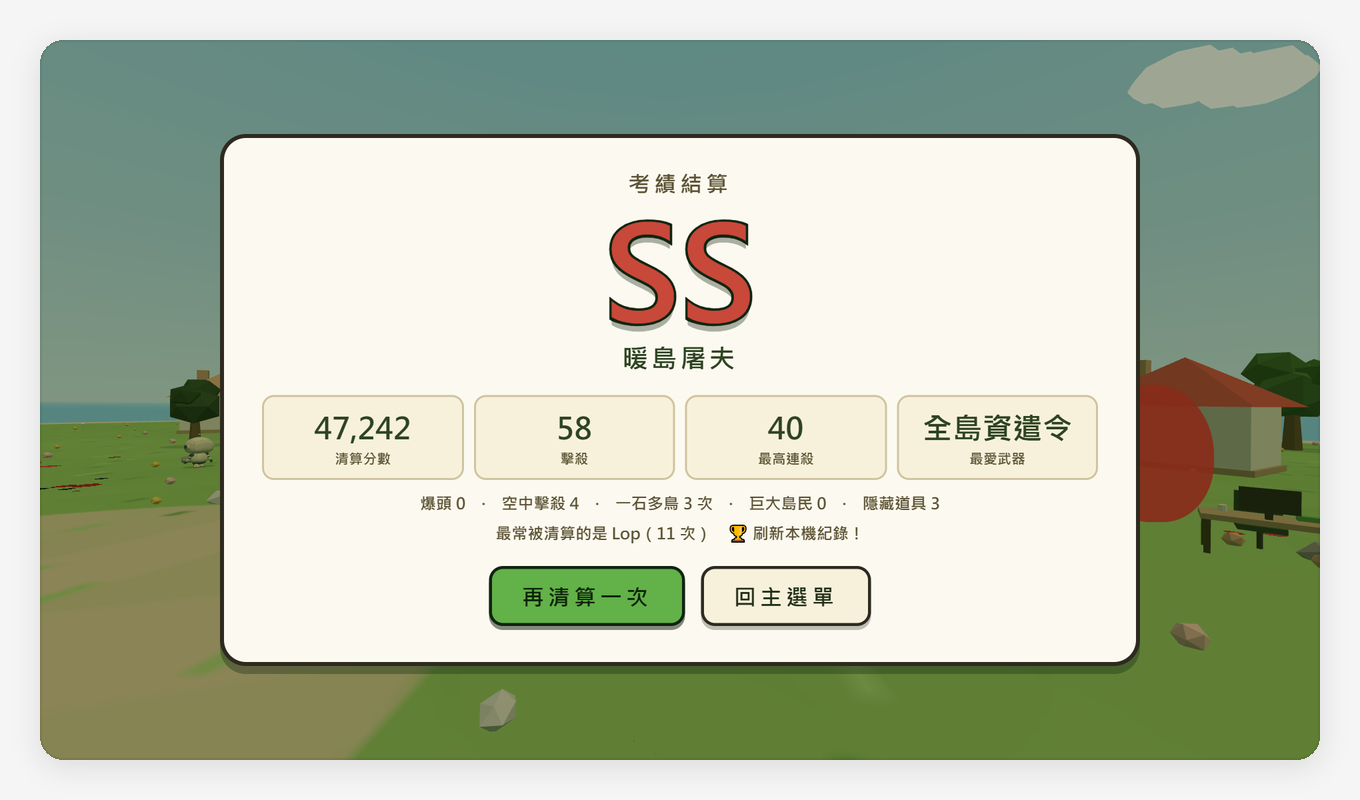 考績結算
SS
暖島屠夫
47,242 58 40 全島資遣令
清算分數 擊殺 最高連殺 最愛武器
爆頭 0 · 空中擊殺 4 · 一石多鳥 3 次 · 巨大島民 0 · 隱藏道具 3
最常被清算的是 Lop ( 11 次 ) 🏆 刷新本機紀錄！
再清算一次 回主選單